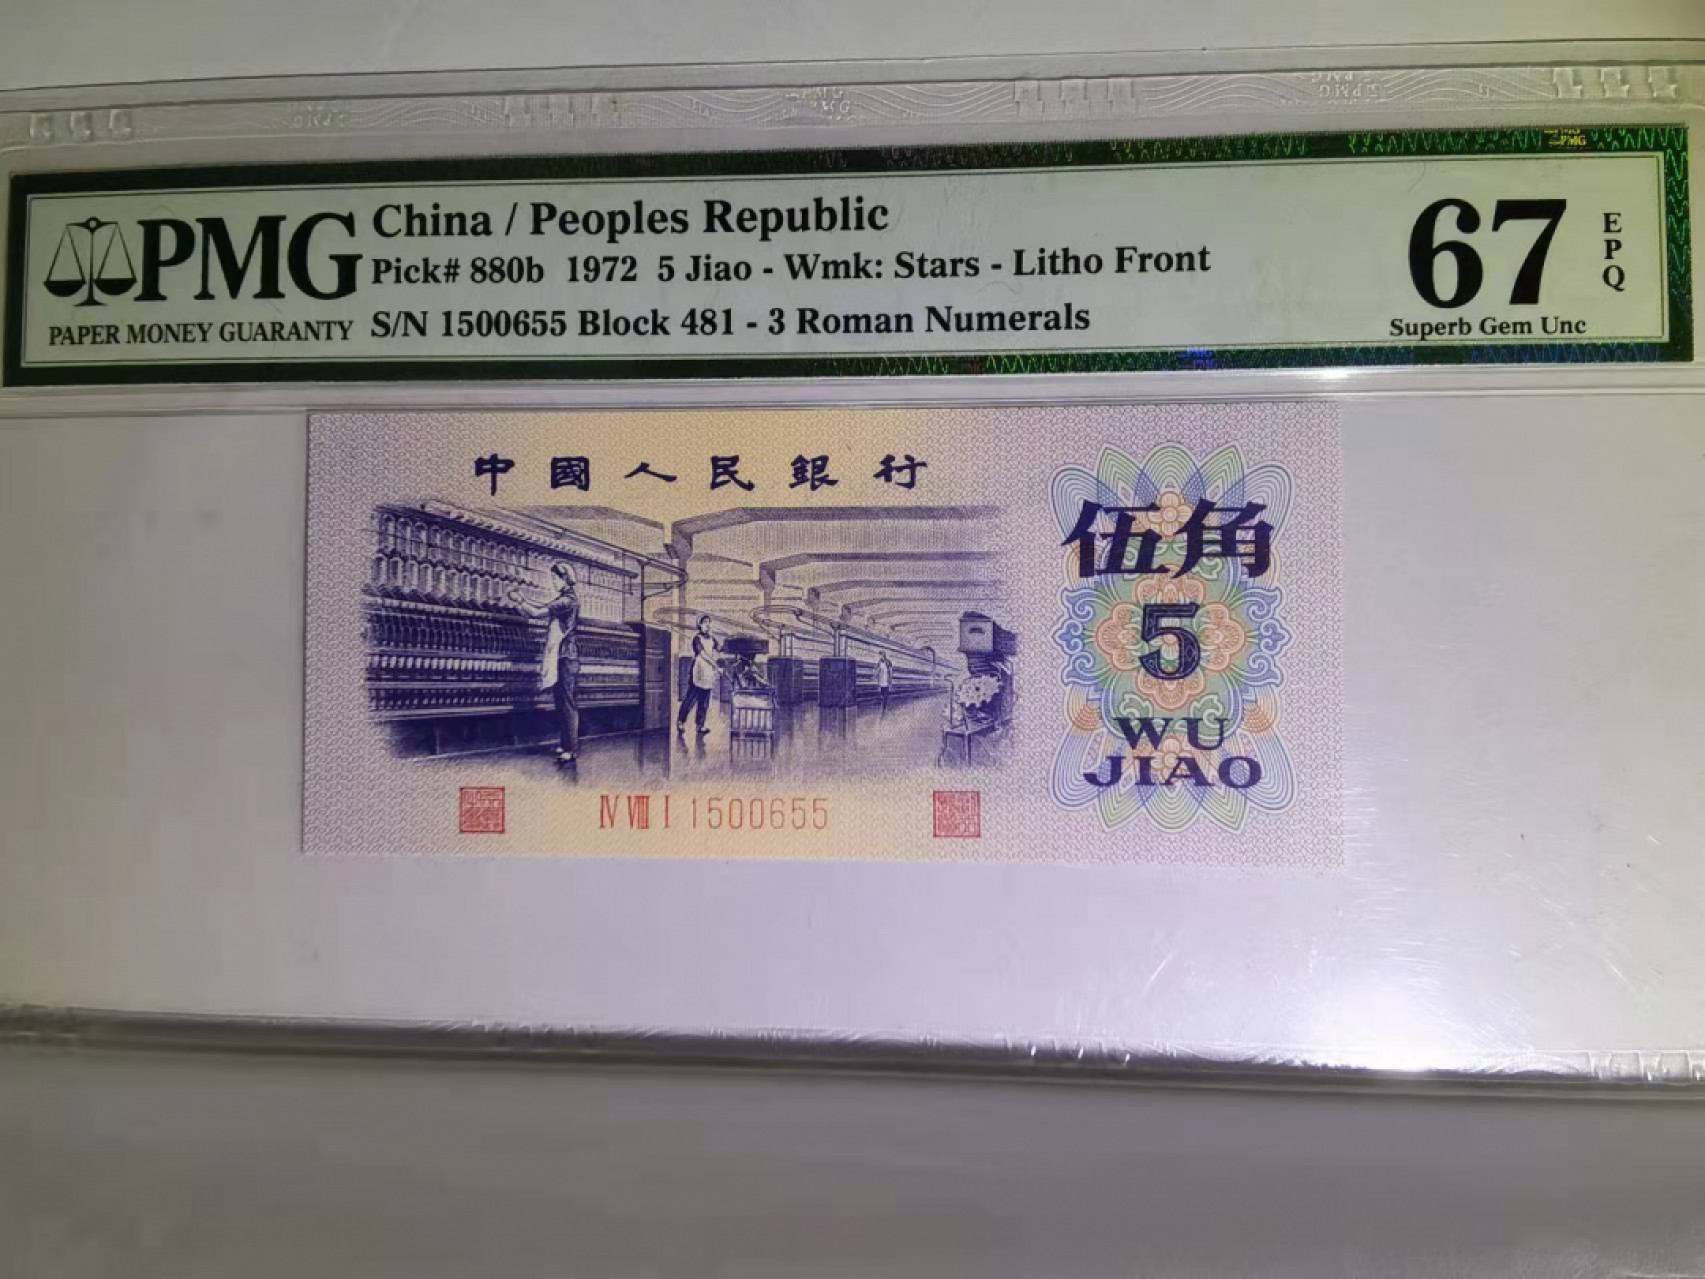 PMG
PAPER MONEY GUARANTY
China / Peoples Republic
Pick# 880b 1972 5 Jiao - Wmk: Stars - Litho Front
S/N 1500655 Block 481 - 3 Roman Numerals
67
EPQ
Superb Gem Unc
中國人民銀行
伍角
5
WU
JIAO
Ⅳ Ⅷ Ⅰ 1500655